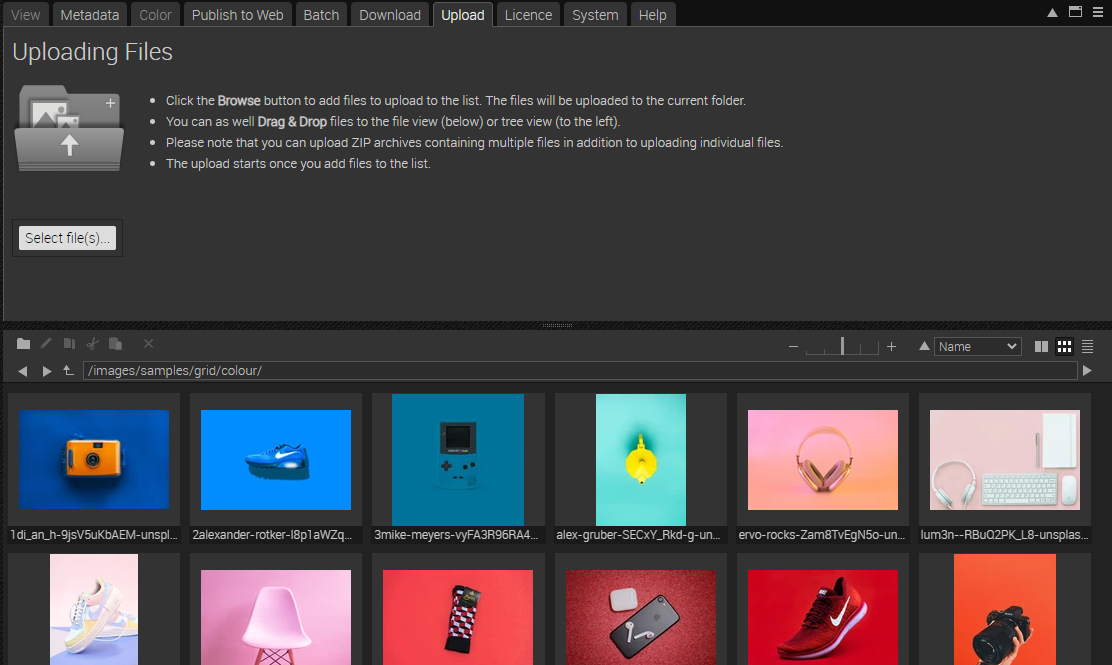 View Metadata Color Publish to Web Batch Download Upload Licence System Help
Uploading Files
Click the Browse button to add files to upload to the list. The files will be uploaded to the current folder.
You can as well Drag & Drop files to the file view (below) or tree view (to the left).
Please note that you can upload ZIP archives containing multiple files in addition to uploading individual files.
The upload starts once you add files to the list.
Select file(s)...
Name
/images/samples/grid/colour/
1di_an_h-9jsV5uKbAEM-unspl... 2alexander-rotker-l8p1aWZq... 3mike-meyers-vyFA3R96RA4... alex-gruber-SECxY_Rkd-g-un... ervo-rocks-Zam8TvEgN5o-un... lum3n--RBuQ2PK_L8-unsplas...